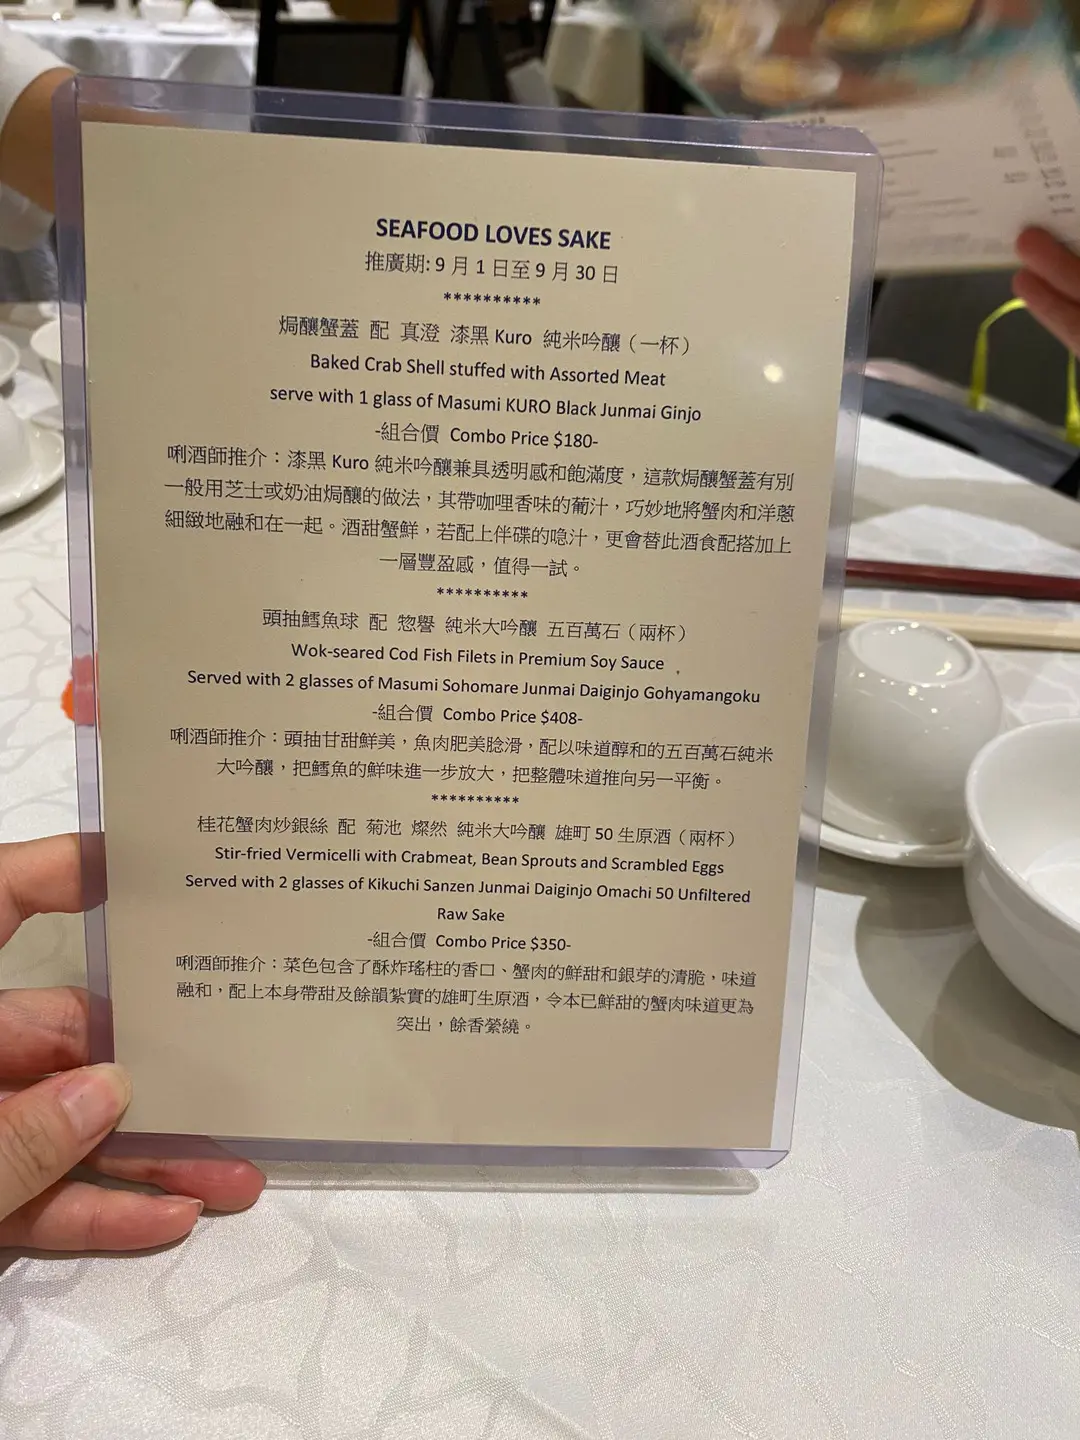 SEAFOOD LOVES SAKE
推廣期: 9 月 1 日至 9 月 30 日
**********
焗釀蟹蓋 配 真澄 漆黑 Kuro 純米吟釀（一杯）
Baked Crab Shell stuffed with Assorted Meat
serve with 1 glass of Masumi KURO Black Junmai Ginjo
-組合價 Combo Price $180-
唎酒師推介：漆黑 Kuro 純米吟釀兼具透明感和飽滿度，這款焗釀蟹蓋有別
一般用芝士或奶油焗釀的做法，其帶咖哩香味的葡汁，巧妙地將蟹肉和洋蔥
細緻地融和在一起。酒甜蟹鮮，若配上伴碟的喼汁，更會替此酒食配搭加上
一層豐盈感，值得一試。
**********
頭抽鱈魚球 配 惣譽 純米大吟釀 五百萬石（兩杯）
Wok-seared Cod Fish Filets in Premium Soy Sauce
Served with 2 glasses of Masumi Sohomare Junmai Daiginjo Gohyamangoku
-組合價 Combo Price $408-
唎酒師推介：頭抽甘甜鮮美，魚肉肥美脸滑，配以味道醇和的五百萬石純米
大吟釀，把鱈魚的鮮味進一步放大，把整體味道推向另一平衡。
**********
桂花蟹肉炒銀絲 配 菊池 燦然 純米大吟釀 雄町 50 生原酒（兩杯）
Stir-fried Vermicelli with Crabmeat, Bean Sprouts and Scrambled Eggs
Served with 2 glasses of Kikuchi Sanzen Junmai Daiginjo Omachi 50 Unfiltered
Raw Sake
-組合價 Combo Price $350-
唎酒師推介：菜色包含了酥炸瑤柱的香口、蟹肉的鮮甜和銀芽的清脆，味道
融和，配上本身帶甜及餘韻紮實的雄町生原酒，令本已鮮甜的蟹肉味道更為
突出，餘香縈繞。